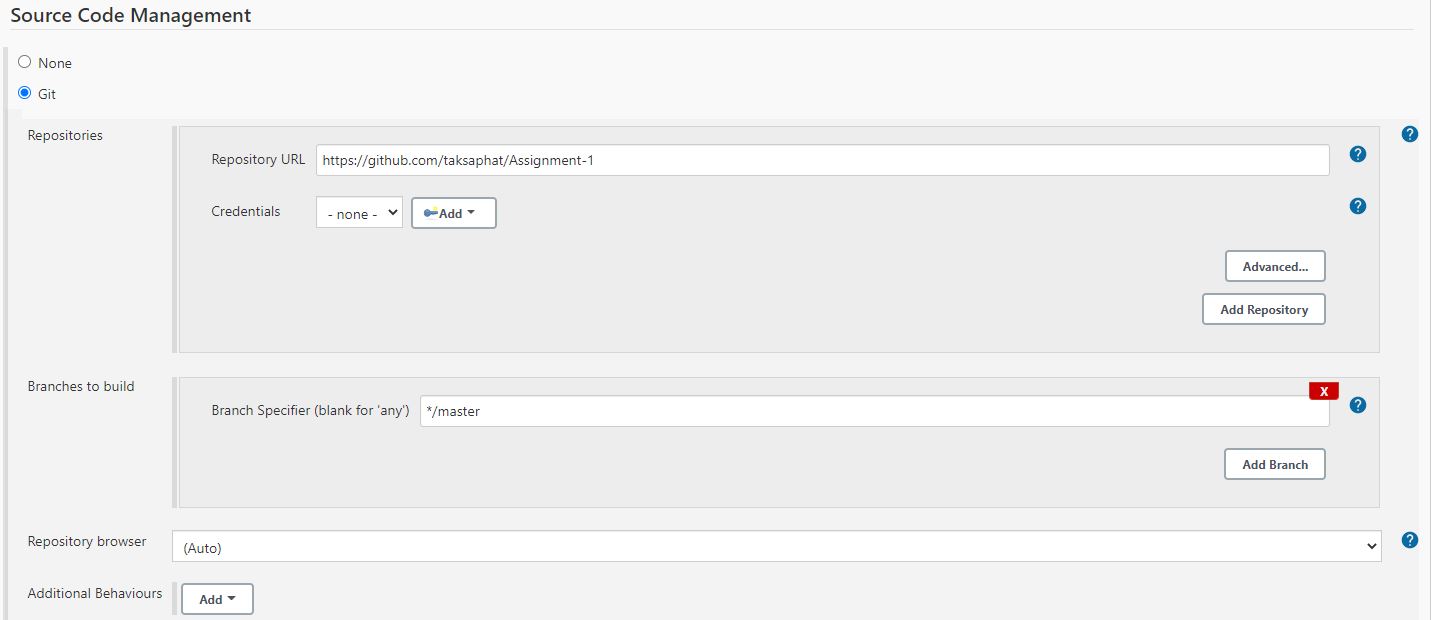 Source Code Management
None
Git
Repositories
?
Repository URL https://github.com/taksaphat/Assignment-1 ?
Credentials - none - Add ?
Advanced...
Add Repository
Branches to build
X
Branch Specifier (blank for 'any') */master ?
Add Branch
Repository browser (Auto) ?
Additional Behaviours Add